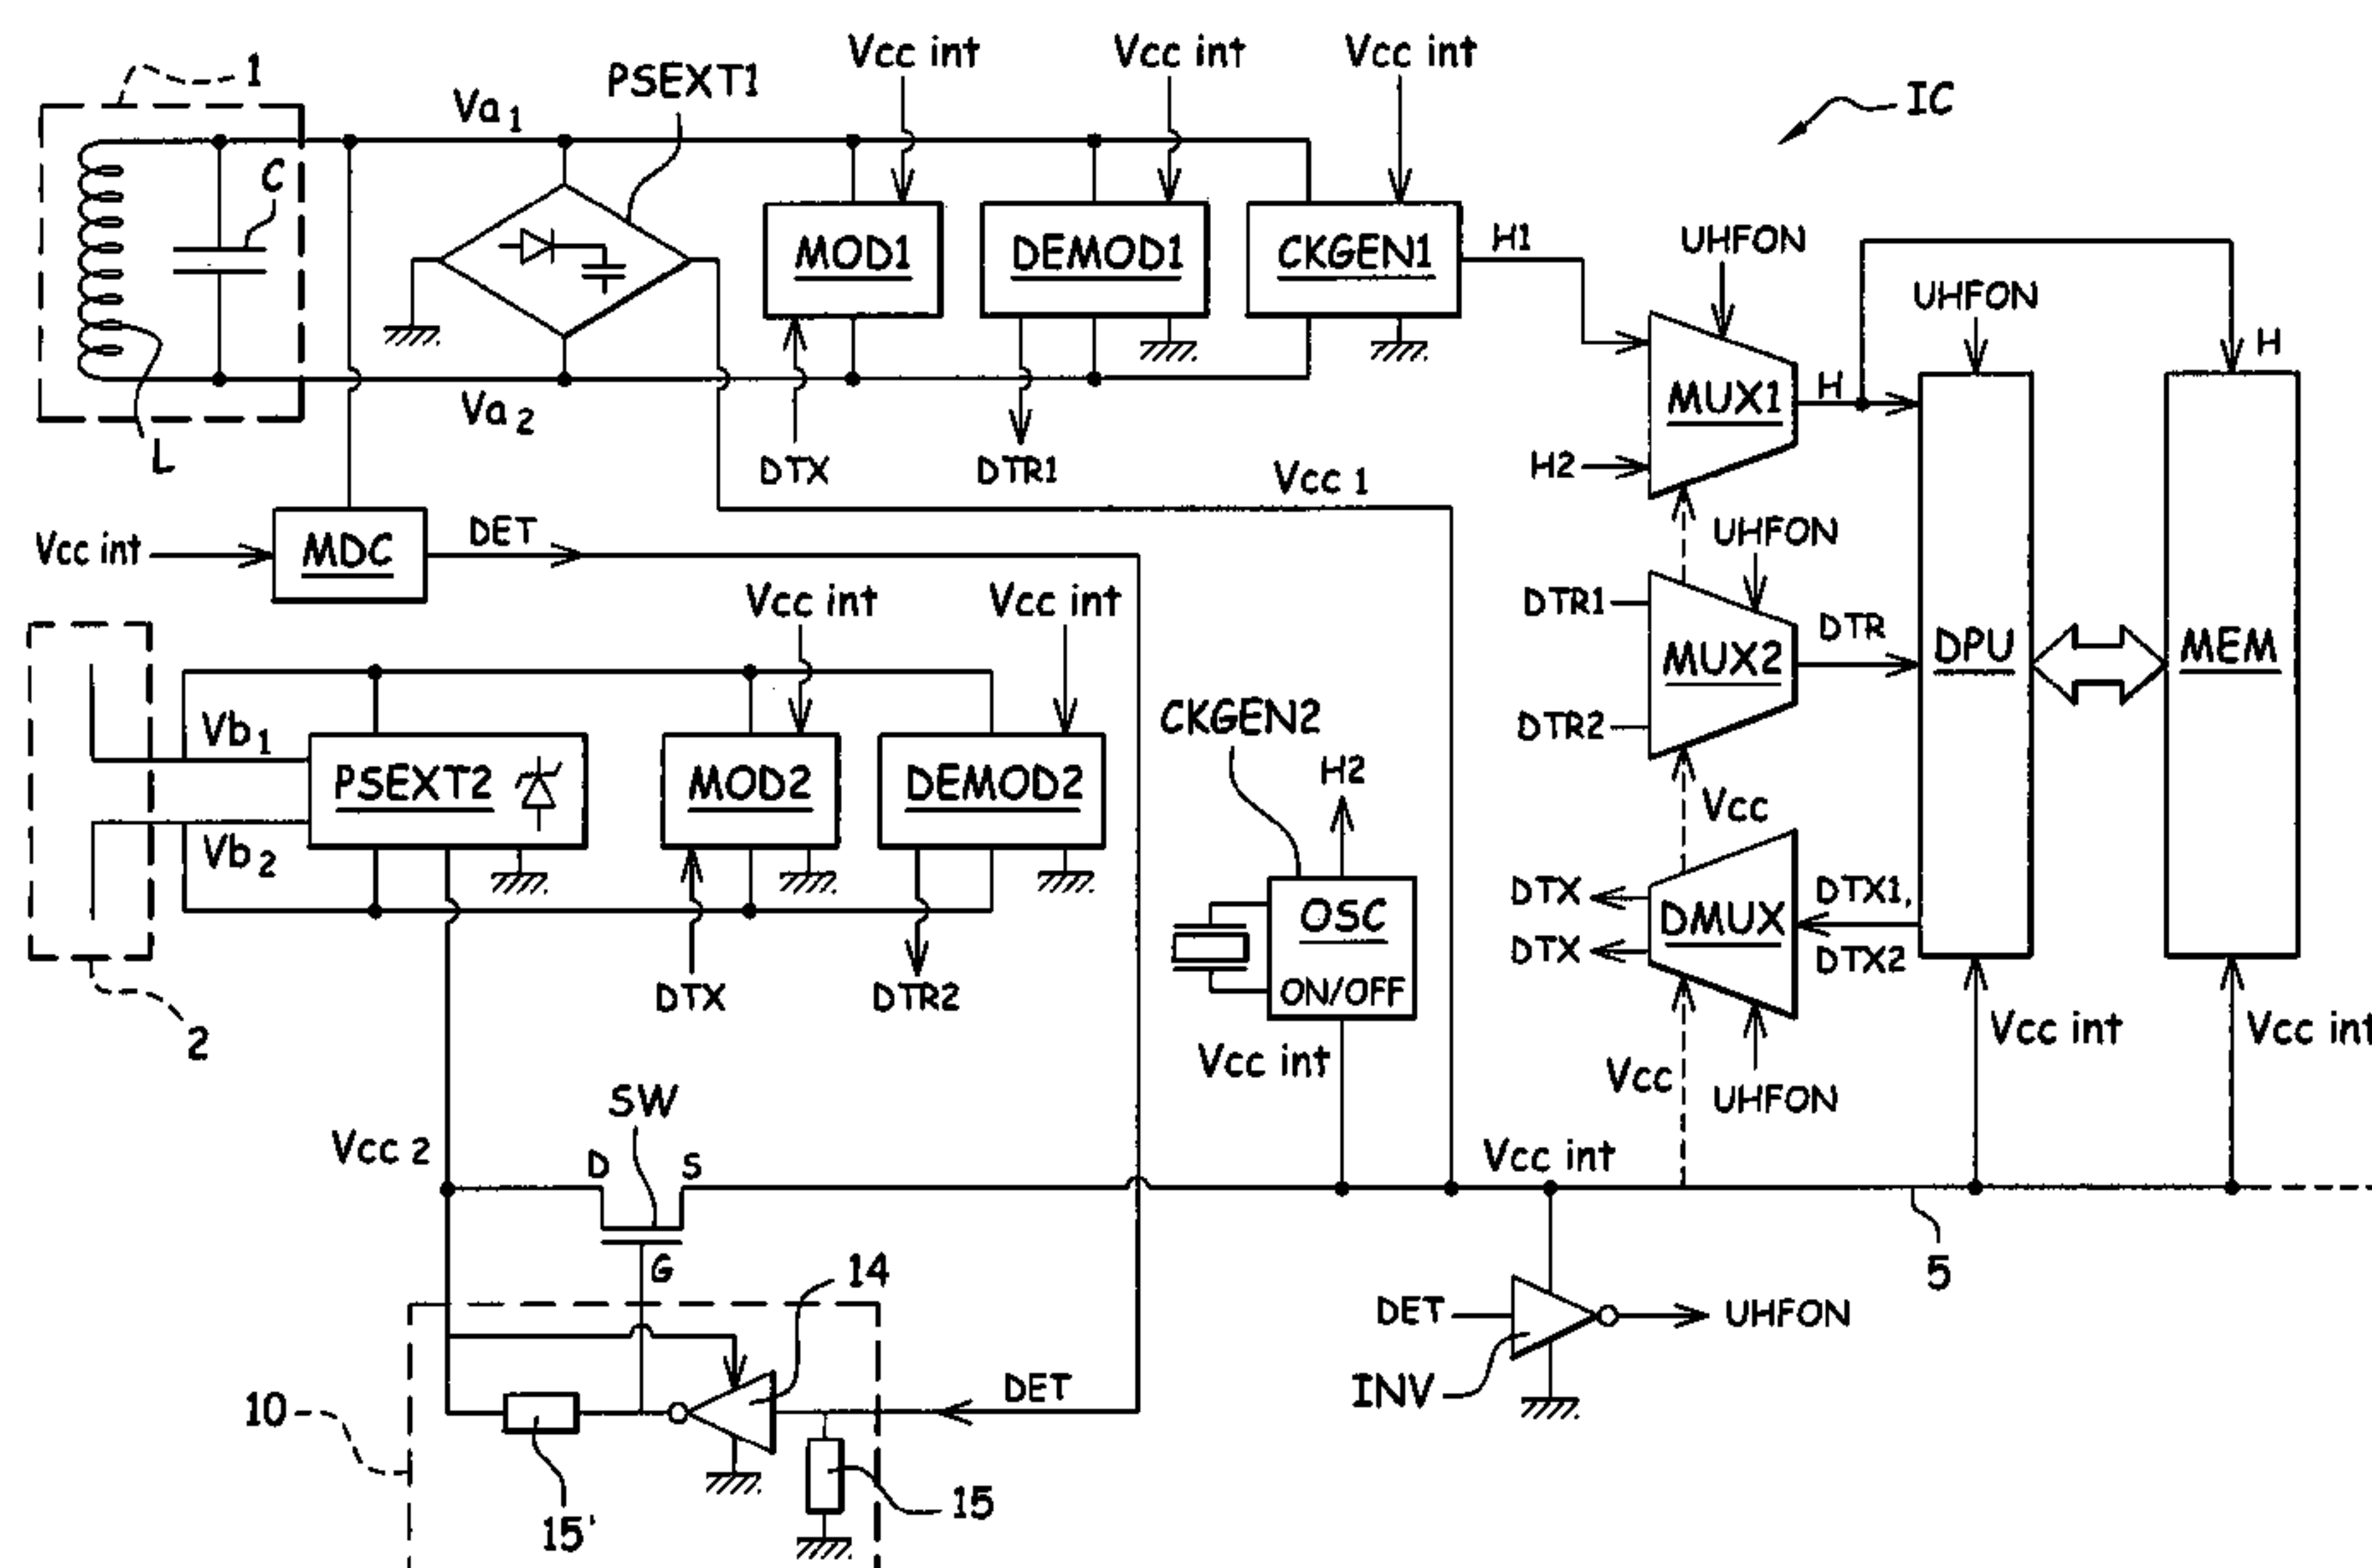 1
PSEXT1
Vcc int
Vcc int
Vcc int
IC
Va1
C
MOD1
DEMOD1
CKGEN1
H1
UHFON
UHFON
H
MUX1
H
Va2
L
DTX
DTR1
H2
Vcc 1
Vcc int
MDC
DET
UHFON
Vcc int
Vcc int
DTR1
DTR
MUX2
DPU
MEM
DTR2
Vb1
CKGEN2
H2
PSEXT2
MOD2
DEMOD2
Vcc
Vb2
DTX
DTX1,
OSC
DMUX
DTX
DTX2
ON/OFF
DTX
DTR2
2
Vcc int
Vcc int
Vcc int
Vcc
UHFON
SW
Vcc 2
D
S
Vcc int
G
14
5
DET
UHFON
INV
DET
10
15
15'